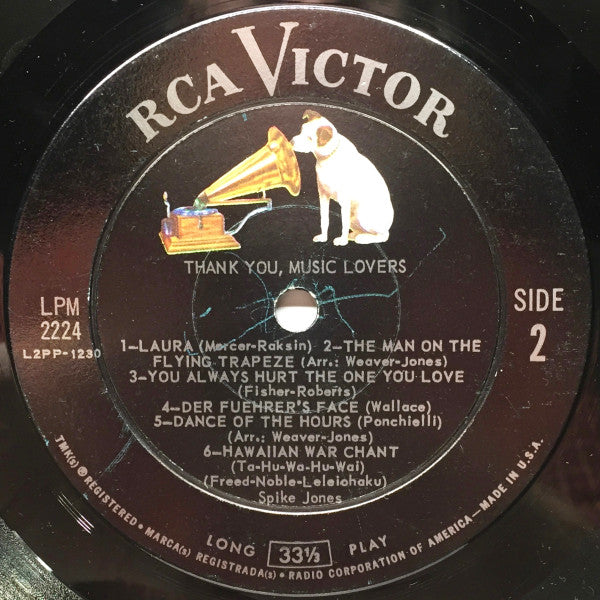 RCA VICTOR
THANK YOU, MUSIC LOVERS
LPM
2224
L2PP-1230
SIDE
2
1-LAURA (Mercer-Raksin) 2-THE MAN ON THE
FLYING TRAPEZE (Arr.: Weaver-Jones)
3-YOU ALWAYS HURT THE ONE YOU LOVE
(Fisher-Roberts)
4-DER FUEHRER'S FACE (Wallace)
5-DANCE OF THE HOURS (Ponchielli)
(Arr.: Weaver-Jones)
6-HAWAIIAN WAR CHANT
(Ta-Hu-Wa-Hu-Wai)
(Freed-Noble-Leleiohaku)
Spike Jones
LONG 33⅓ PLAY
TMK(s) ® REGISTERED • MARCA(s) REGISTRADA(s) • RADIO CORPORATION OF AMERICA—MADE IN U.S.A.